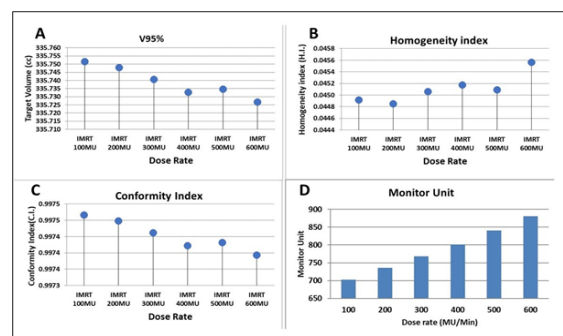 A
V95%
Target Volume (cc)
335.755
335.750
335.745
335.740
335.735
335.730
335.725
335.720
335.715
335.710
IMRT IMRT IMRT IMRT IMRT IMRT
100MU 200MU 300MU 400MU 500MU 600MU
Dose Rate
B
Homogeneity index
Homogeneity index (H.I.)
0.0458
0.0456
0.0454
0.0452
0.0450
0.0448
0.0446
0.0444
IMRT IMRT IMRT IMRT IMRT IMRT
100MU 200MU 300MU 400MU 500MU 600MU
Dose Rate
C
Conformity Index
Conformity Index(C.I.)
0.9975
0.9975
0.9974
0.9974
0.9973
IMRT IMRT IMRT IMRT IMRT IMRT
100MU 200MU 300MU 400MU 500MU 600MU
Dose Rate
D
Monitor Unit
Monitor Unit
900
850
800
750
700
650
100 200 300 400 500 600
Dose rate (MU/Min)